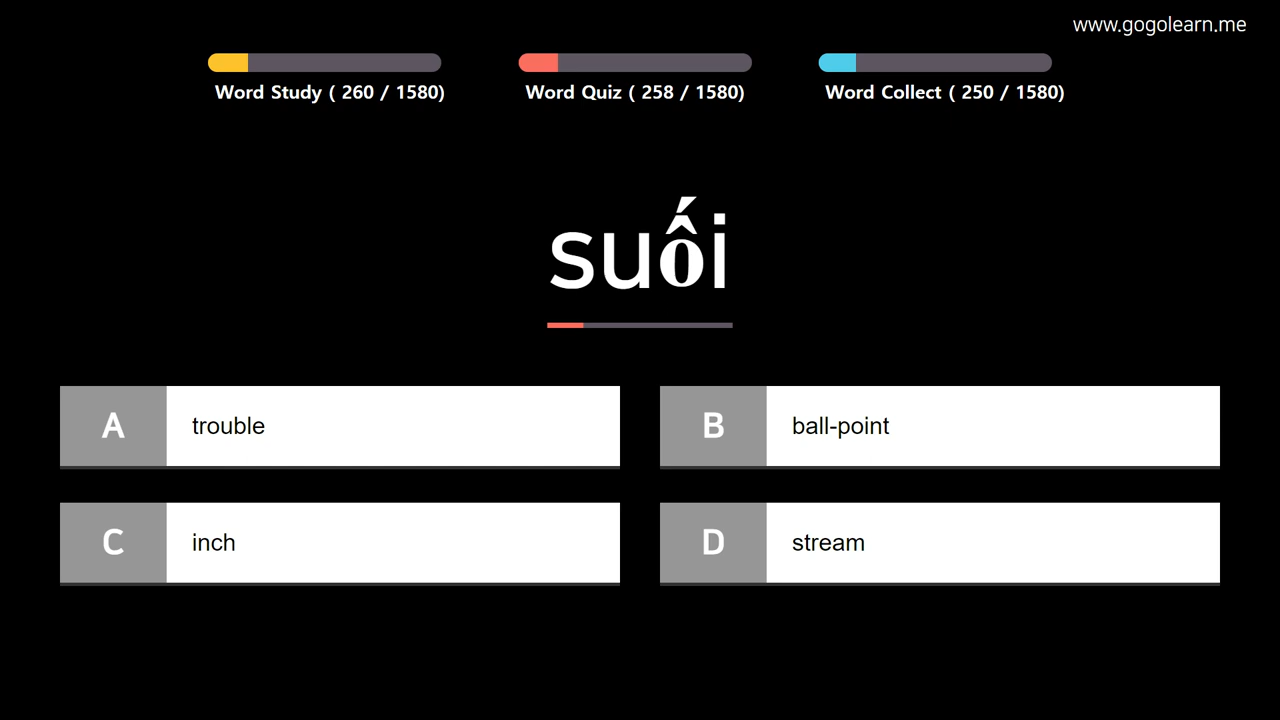 www.gogolearn.me
Word Study ( 260 / 1580)
Word Quiz ( 258 / 1580)
Word Collect ( 250 / 1580)
suối
A trouble
B ball-point
C inch
D stream